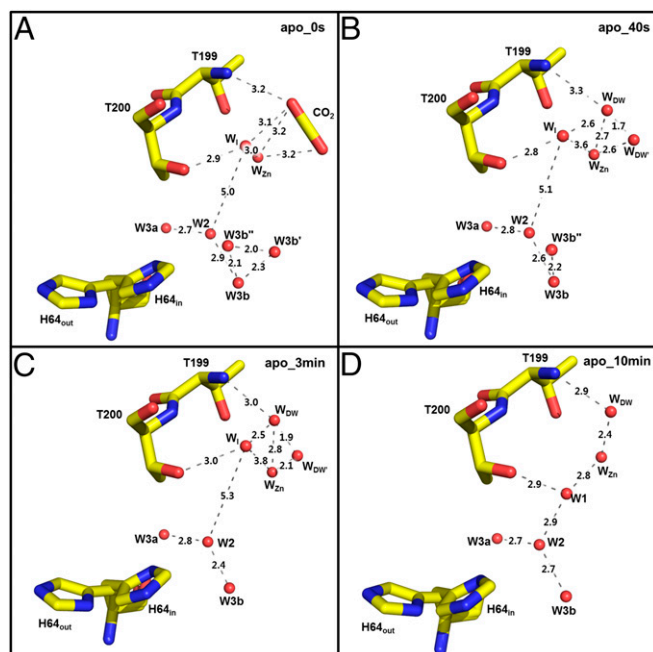 A
apo_0s
T199
3.2
CO2
T200
3.1
3.2
WI
3.0
2.9
WZn
3.2
5.0
W3a
2.7
W2
W3b"
W3b'
2.0
2.9
2.1
2.3
W3b
H64in
H64out
B
apo_40s
T199
3.3
WDW
T200
2.6
1.7
WI
2.7
2.8
3.6
2.6
WDW'
WZn
5.1
W3a
2.8
W2
W3b"
2.6
2.2
W3b
H64in
H64out
C
apo_3min
T199
3.0
WDW
T200
WI
2.5
1.9
2.8
WDW'
3.0
3.8
2.1
WZn
5.3
W3a
2.8
W2
2.4
W3b
H64in
H64out
D
apo_10min
T199
2.9
WDW
T200
2.4
WZn
2.8
2.9
W1
2.9
W3a
2.7
W2
2.7
W3b
H64in
H64out